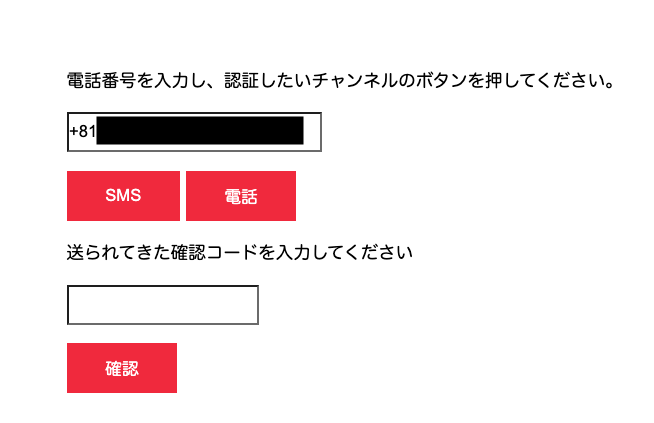 電話番号を入力し、認証したいチャンネルのボタンを押してください。
+81
SMS 電話
送られてきた確認コードを入力してください
確認